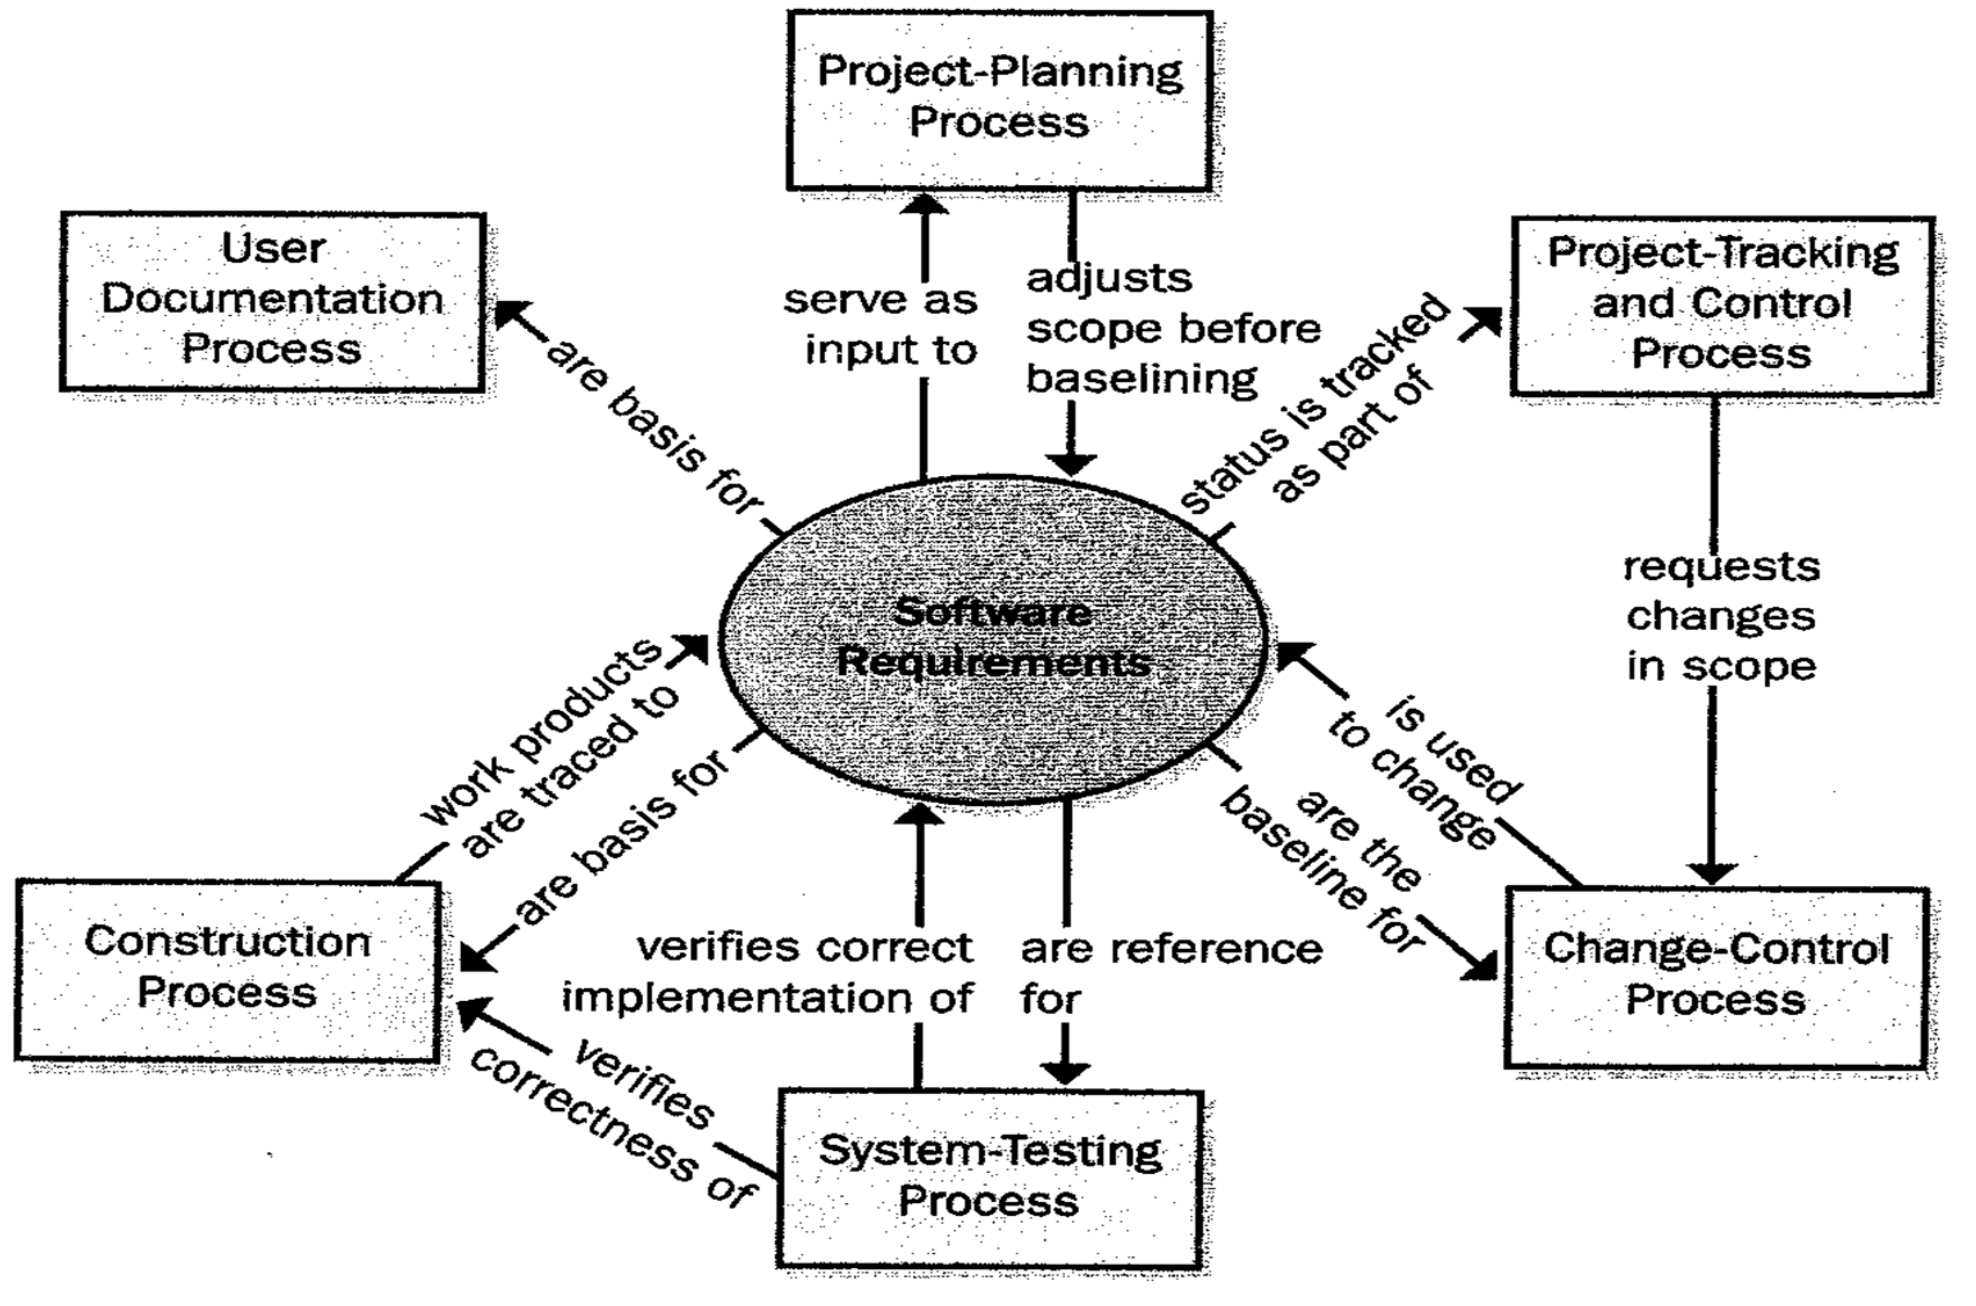 Project-Planning
Process
User
Documentation
Process
Project-Tracking
and Control
Process
serve as
input to
adjusts
scope before
baselining
status is tracked
as part of
are basis for
requests
changes
in scope
Software
Requirements
work products
are traced to
are basis for
is used
to change
are the
baseline for
Construction
Process
verifies correct
implementation of
are reference
for
Change-Control
Process
verifies
correctness of
System-Testing
Process